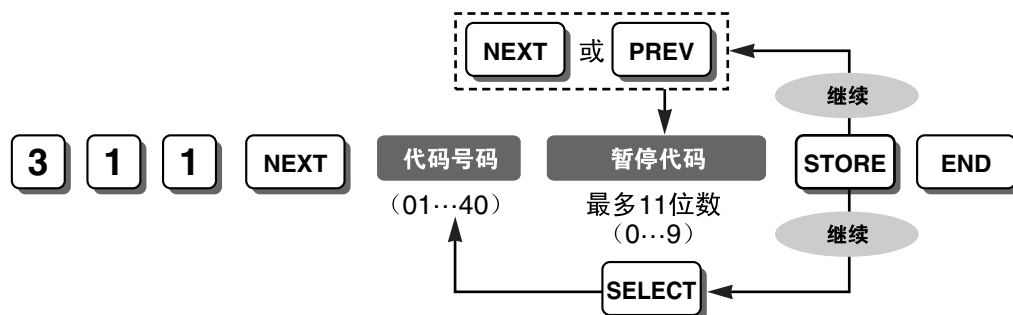 NEXT 或 PREV
继续
3 1 1 NEXT 代码号码 暂停代码 STORE END
（01···40） 最多11位数
（0···9）
继续
SELECT